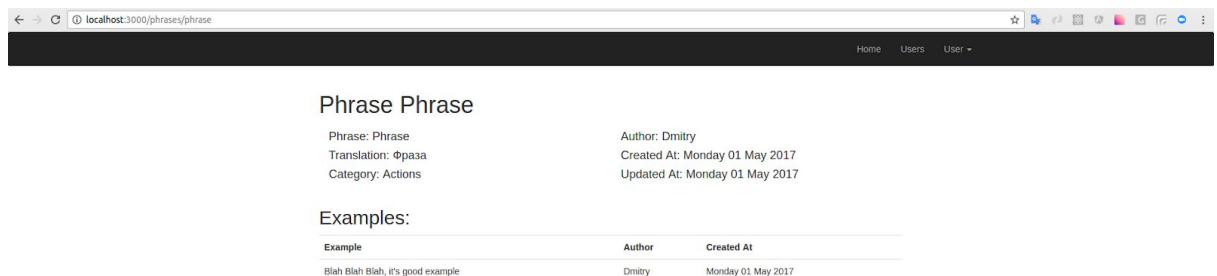 localhost:3000/phrases/phrase
Home Users User
Phrase Phrase
Phrase: Phrase Author: Dmitry
Translation: Фраза Created At: Monday 01 May 2017
Category: Actions Updated At: Monday 01 May 2017
Examples:
Example Author Created At
Blah Blah Blah, it's good example Dmitry Monday 01 May 2017